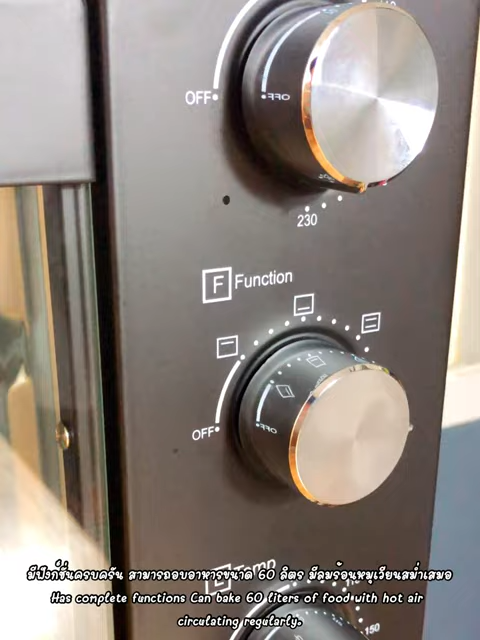 OFF
230
F Function
OFF
Temp
มีฟังก์ชั่นครบครัน สามารถอบอาหารขนาด 60 ลิตร มีลมร้อนหมุเวียนสม่ำเสมอ
Has complete functions Can bake 60 liters of food with hot air
circulating regularly.
150